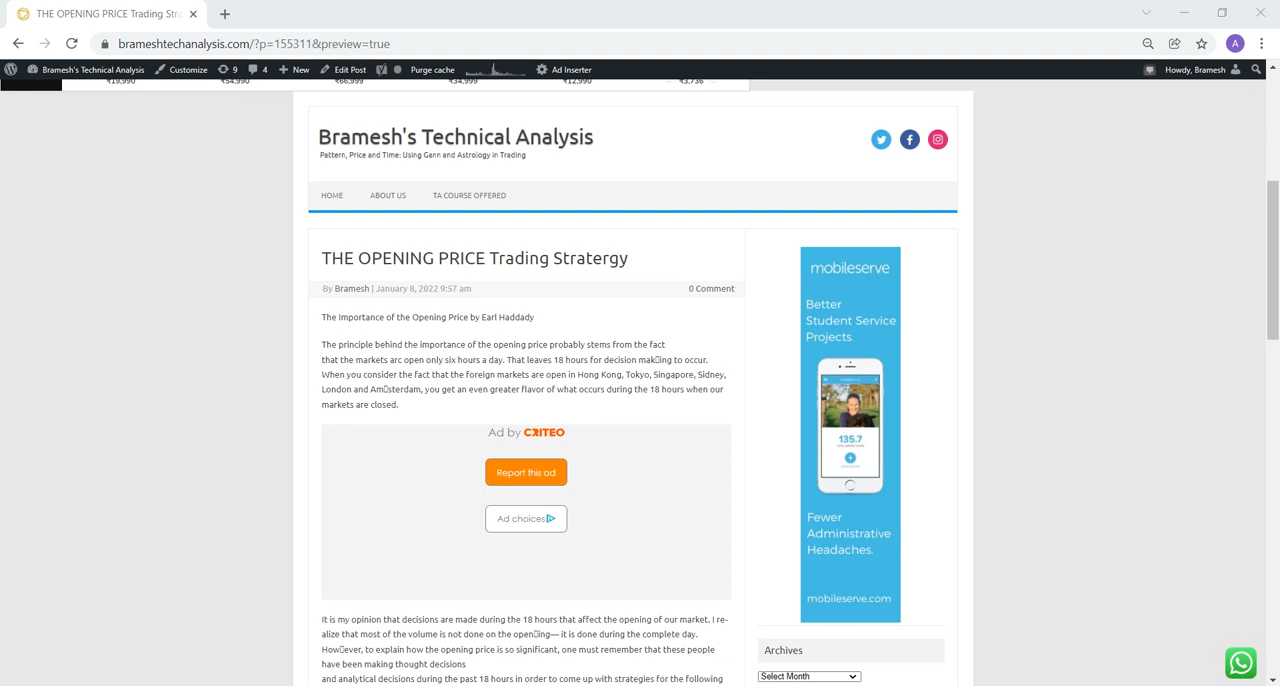 THE OPENING PRICE Trading Stra
brameshtechanalysis.com/?p=155311&preview=true
A
Bramesh's Technical Analysis Customize 9 4 New Edit Post Purge cache Ad Inserter Howdy, Bramesh
₹19,990 ₹54,990 ₹66,999 ₹34,999 ₹12,990 ₹3,736
Bramesh's Technical Analysis
Pattern, Price and Time: Using Gann and Astrology in Trading
HOME ABOUT US TA COURSE OFFERED
THE OPENING PRICE Trading Stratergy
By Bramesh | January 8, 2022 9:57 am 0 Comment
The Importance of the Opening Price by Earl Haddady
The principle behind the importance of the opening price probably stems from the fact
that the markets arc open only six hours a day. That leaves 18 hours for decision mak▯ing to occur.
When you consider the fact that the foreign markets are open in Hong Kong, Tokyo, Singapore, Sidney,
London and Am▯sterdam, you get an even greater flavor of what occurs during the 18 hours when our
markets are closed.
Ad by CRITEO
Report this ad
Ad choices
It is my opinion that decisions are made during the 18 hours that affect the opening of our market. I re-
alize that most of the volume is not done on the open▯ing— it is done during the complete day.
How▯ever, to explain how the opening price is so significant, one must remember that these people
have been making thought decisions
and analytical decisions during the past 18 hours in order to come up with strategies for the following
mobileserve
Better
Student Service
Projects.
135.7
Fewer
Administrative
Headaches.
mobileserve.com
Archives
Select Month